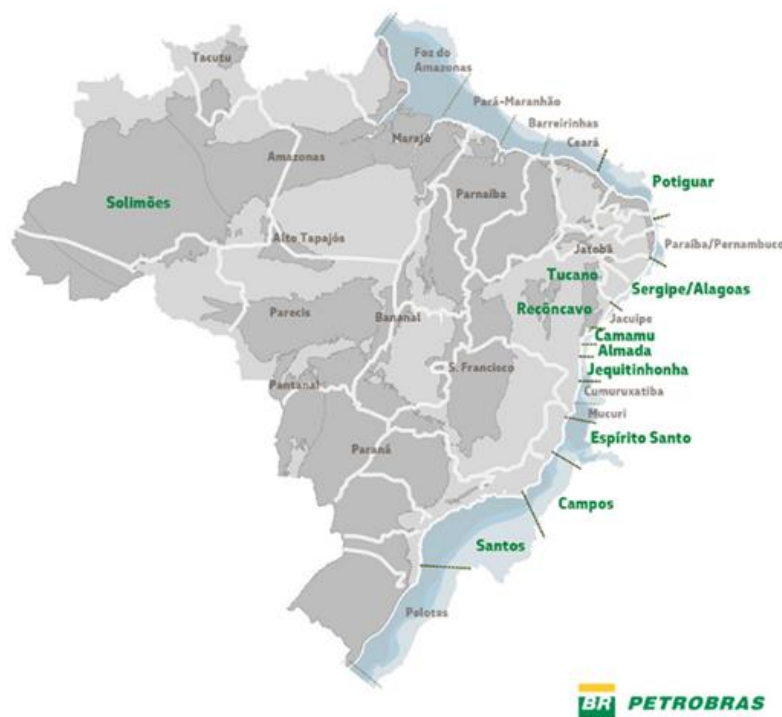 Tacutu
Foz do
Amazonas
Pará-Maranhão
Barreirinhas
Ceará
Marajó
Amazonas
Potiguar
Solimões
Parnaíba
Alto Tapajós
Jatobá
Paraíba/Pernambuco
Tucano
Sergipe/Alagoas
Recôncavo
Parecis
Bananal
Jacuípe
Camamu
Almada
S. Francisco
Jequitinhonha
Pantanal
Cumuruxatiba
Mucuri
Espírito Santo
Paraná
Campos
Santos
Pelotas
BR PETROBRAS